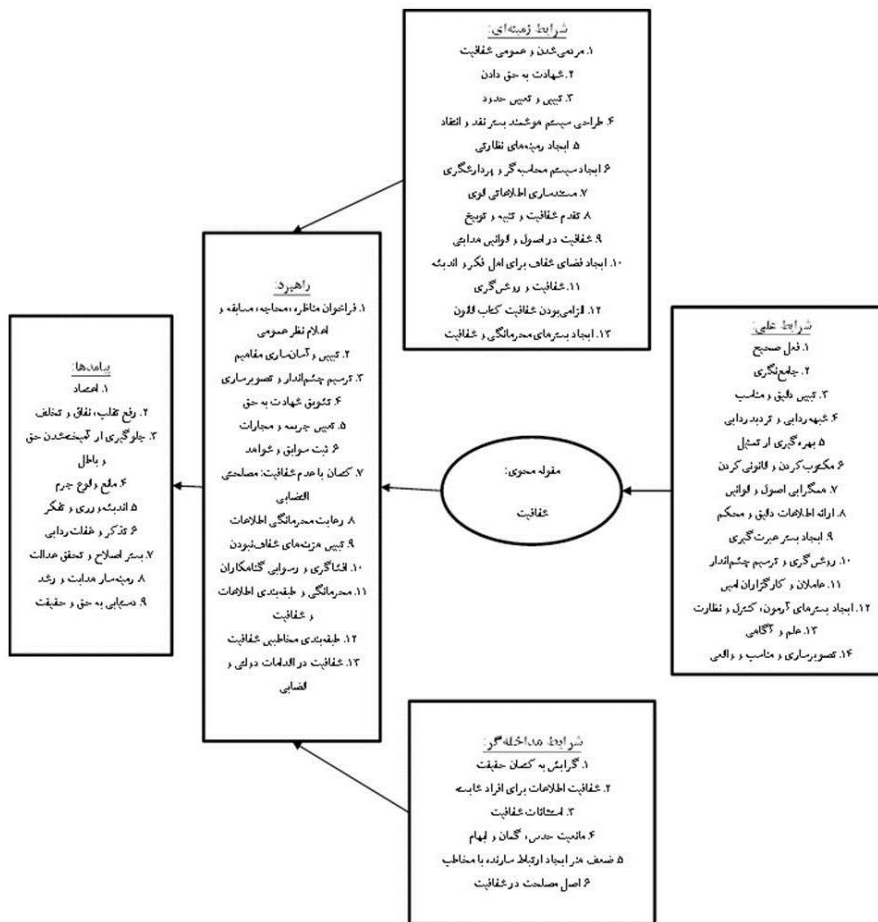 شرایط زمینه‌ای:
۱. مردمی‌شدن و عمومی شفافیت
۲. شهادت به حق دادن
۳. تبیین و تعیین حدود
۴. طراحی سیستم هوشمند بستر نقد و انتقاد
۵. ایجاد زمینه‌های نظارتی
۶. ایجاد سیستم محاسبه‌گر و پردازشگری
۷. مستندسازی اطلاعاتی قوی
۸. تقدم شفافیت و تنبیه و توبیخ
۹. شفافیت در اصول و قوانین هدایتی
۱۰. ایجاد فضای شفاف برای اهل فکر و اندیشه
۱۱. شفافیت و روشن‌گری
۱۲. الزامی‌بودن شفافیت کتاب قانون
۱۳. ایجاد بسترهای محرمانگی و شفافیت
شرایط علی:
۱. فعل صحیح
۲. جامع‌نگری
۳. تبیین دقیق و مناسب
۴. شبهه‌زدایی و تردیدزدایی
۵. بهره‌گیری از تمثیل
۶. مکتوب‌کردن و قانونی کردن
۷. همگرایی اصول و قوانین
۸. ارائه اطلاعات دقیق و محکم
۹. ایجاد بستر عبرت‌گیری
۱۰. روشن‌گری و ترسیم چشم‌انداز
۱۱. عاملان و کارگزاران امین
۱۲. ایجاد بسترهای آزمون، کنترل و نظارت
۱۳. علم و آگاهی
۱۴. تصویرسازی و مناسب و واقعی
مقوله محوری:
شفافیت
راهبرد:
۱. فراخوان مناظره، محاجه، مسابقه و
اعلام نظر عمومی
۲. تبیین و آسان‌سازی مفاهیم
۳. ترسیم چشم‌انداز و تصویرسازی
۴. تشویق شهادت به حق
۵. تعیین جریمه و مجازات
۶. ثبت سوابق و شواهد
۷. کتمان یا عدم شفافیت: مصلحتی
اقتضایی
۸. رعایت محرمانگی اطلاعات
۹. تبیین هزینه‌های شفاف‌نبودن
۱۰. افشاگری و رسوایی گناهکاران
۱۱. محرمانگی و طبقه‌بندی اطلاعات
و شفافیت
۱۲. طبقه‌بندی مخاطبین شفافیت
۱۳. شفافیت در اقدامات دولتی و
قضایی
شرایط مداخله‌گر:
۱. گرایش به کتمان حقیقت
۲. شفافیت اطلاعات برای افراد شایسته
۳. استثنائات شفافیت
۴. مانعیت حدس، گمان و ابهام
۵. ضعف هنر ایجاد ارتباط سازنده با مخاطب
۶. اصل مصلحت در شفافیت
پیامدها:
۱. اعتماد
۲. رفع تقلب، نفاق و تخلف
۳. جلوگیری از آمیخته‌شدن حق
و باطل
۴. مانع وقوع جرم
۵. اندیشه‌ورزی و تفکر
۶. تذکر و غفلت‌زدایی
۷. بستر اصلاح و تحقق عدالت
۸. زمینه‌ساز هدایت و رشد
۹. دستیابی به حق و حقیقت